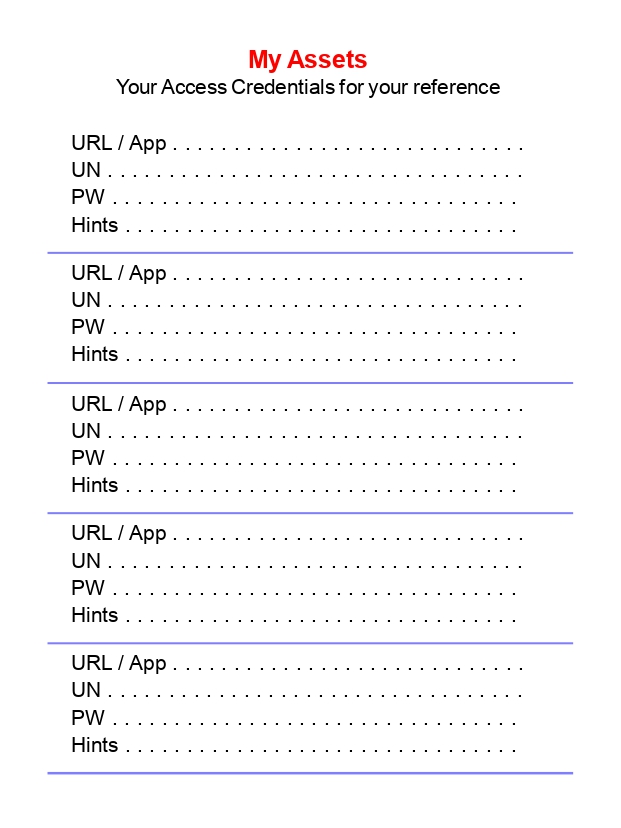 My Assets
Your Access Credentials for your reference
URL / App . . . . . . . . . . . . . . . . . . . . . . . . . . . . .
UN . . . . . . . . . . . . . . . . . . . . . . . . . . . . . . . . . .
PW . . . . . . . . . . . . . . . . . . . . . . . . . . . . . . . . .
Hints . . . . . . . . . . . . . . . . . . . . . . . . . . . . . . . .
URL / App . . . . . . . . . . . . . . . . . . . . . . . . . . . . .
UN . . . . . . . . . . . . . . . . . . . . . . . . . . . . . . . . . .
PW . . . . . . . . . . . . . . . . . . . . . . . . . . . . . . . . .
Hints . . . . . . . . . . . . . . . . . . . . . . . . . . . . . . . .
URL / App . . . . . . . . . . . . . . . . . . . . . . . . . . . . .
UN . . . . . . . . . . . . . . . . . . . . . . . . . . . . . . . . . .
PW . . . . . . . . . . . . . . . . . . . . . . . . . . . . . . . . .
Hints . . . . . . . . . . . . . . . . . . . . . . . . . . . . . . . .
URL / App . . . . . . . . . . . . . . . . . . . . . . . . . . . . .
UN . . . . . . . . . . . . . . . . . . . . . . . . . . . . . . . . . .
PW . . . . . . . . . . . . . . . . . . . . . . . . . . . . . . . . .
Hints . . . . . . . . . . . . . . . . . . . . . . . . . . . . . . . .
URL / App . . . . . . . . . . . . . . . . . . . . . . . . . . . . .
UN . . . . . . . . . . . . . . . . . . . . . . . . . . . . . . . . . .
PW . . . . . . . . . . . . . . . . . . . . . . . . . . . . . . . . .
Hints . . . . . . . . . . . . . . . . . . . . . . . . . . . . . . . .